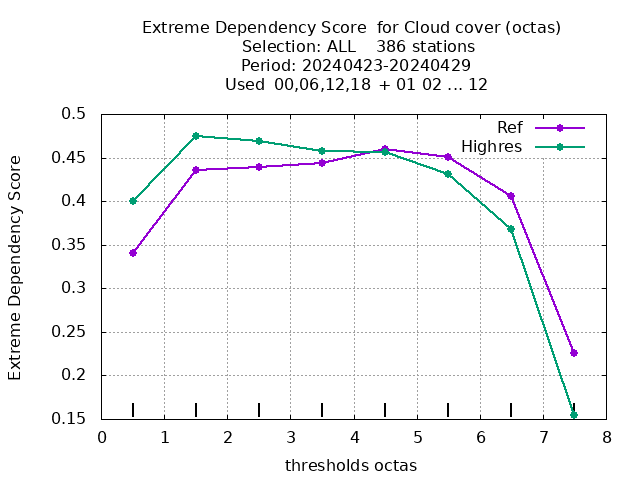 Extreme Dependency Score  for Cloud cover (octas)
Selection: ALL    386 stations
Period: 20240423-20240429
Used  00,06,12,18  + 01 02 ... 12
Ref
Highres
0.5
0.45
0.4
0.35
0.3
0.25
0.2
0.15
Extreme Dependency Score
0 1 2 3 4 5 6 7 8
thresholds octas